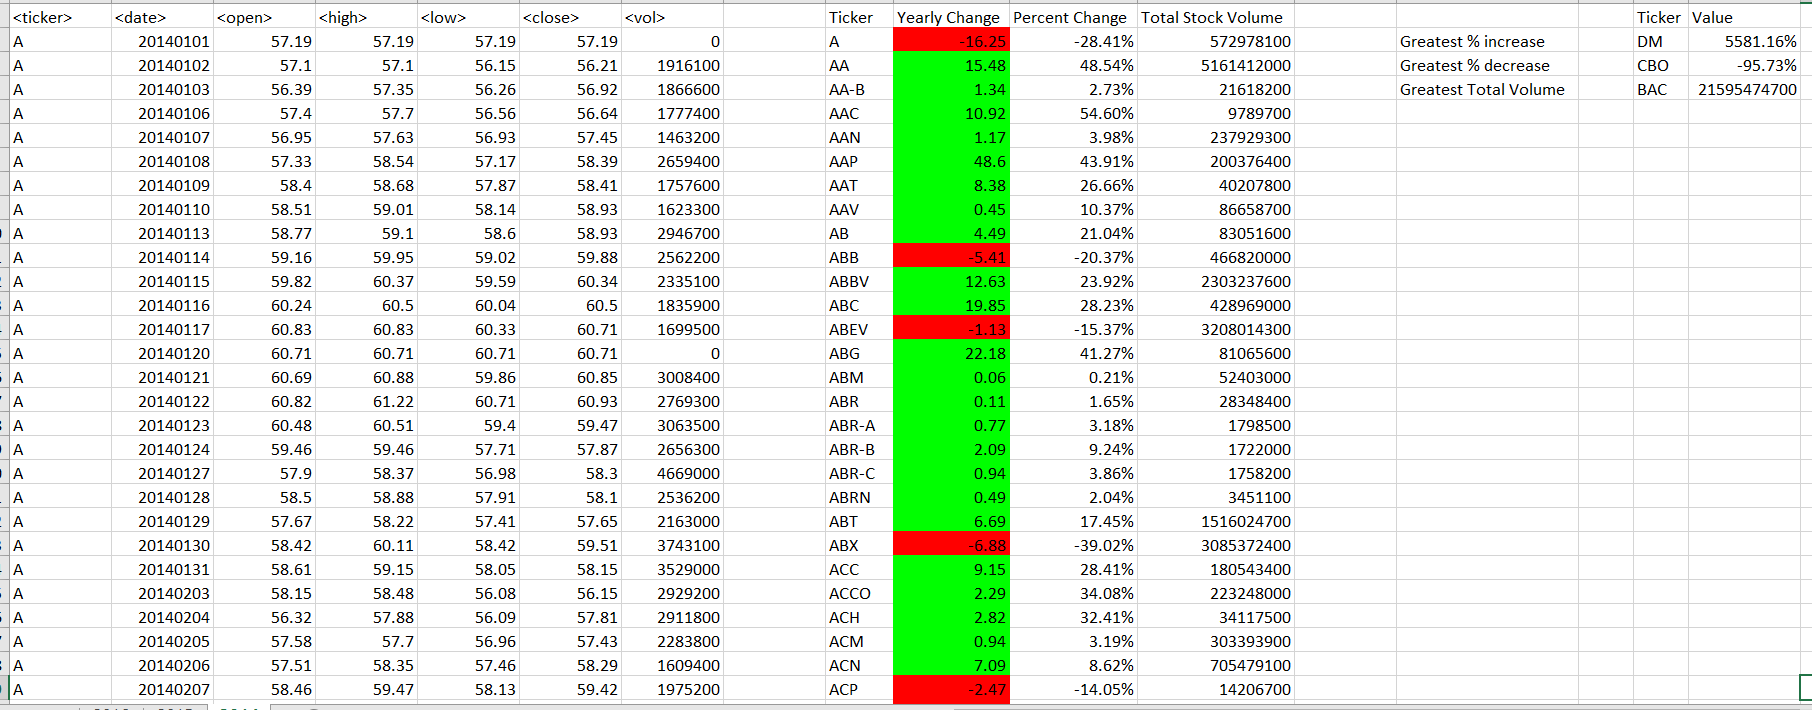 <ticker> <date> <open> <high> <low> <close> <vol> Ticker Yearly Change Percent Change Total Stock Volume Ticker Value
A 20140101 57.19 57.19 57.19 57.19 0 A -16.25 -28.41% 572978100 Greatest % increase DM 5581.16%
A 20140102 57.1 57.1 56.15 56.21 1916100 AA 15.48 48.54% 5161412000 Greatest % decrease CBO -95.73%
A 20140103 56.39 57.35 56.26 56.92 1866600 AA-B 1.34 2.73% 21618200 Greatest Total Volume BAC 21595474700
A 20140106 57.4 57.7 56.56 56.64 1777400 AAC 10.92 54.60% 9789700
A 20140107 56.95 57.63 56.93 57.45 1463200 AAN 1.17 3.98% 237929300
A 20140108 57.33 58.54 57.17 58.39 2659400 AAP 48.6 43.91% 200376400
A 20140109 58.4 58.68 57.87 58.41 1757600 AAT 8.38 26.66% 40207800
A 20140110 58.51 59.01 58.14 58.93 1623300 AAV 0.45 10.37% 86658700
A 20140113 58.77 59.1 58.6 58.93 2946700 AB 4.49 21.04% 83051600
A 20140114 59.16 59.95 59.02 59.88 2562200 ABB -5.41 -20.37% 466820000
A 20140115 59.82 60.37 59.59 60.34 2335100 ABBV 12.63 23.92% 2303237600
A 20140116 60.24 60.5 60.04 60.5 1835900 ABC 19.85 28.23% 428969000
A 20140117 60.83 60.83 60.33 60.71 1699500 ABEV -1.13 -15.37% 3208014300
A 20140120 60.71 60.71 60.71 60.71 0 ABG 22.18 41.27% 81065600
A 20140121 60.69 60.88 59.86 60.85 3008400 ABM 0.06 0.21% 52403000
A 20140122 60.82 61.22 60.71 60.93 2769300 ABR 0.11 1.65% 28348400
A 20140123 60.48 60.51 59.4 59.47 3063500 ABR-A 0.77 3.18% 1798500
A 20140124 59.46 59.46 57.71 57.87 2656300 ABR-B 2.09 9.24% 1722000
A 20140127 57.9 58.37 56.98 58.3 4669000 ABR-C 0.94 3.86% 1758200
A 20140128 58.5 58.88 57.91 58.1 2536200 ABRN 0.49 2.04% 3451100
A 20140129 57.67 58.22 57.41 57.65 2163000 ABT 6.69 17.45% 1516024700
A 20140130 58.42 60.11 58.42 59.51 3743100 ABX -6.88 -39.02% 3085372400
A 20140131 58.61 59.15 58.05 58.15 3529000 ACC 9.15 28.41% 180543400
A 20140203 58.15 58.48 56.08 56.15 2929200 ACCO 2.29 34.08% 223248000
A 20140204 56.32 57.88 56.09 57.81 2911800 ACH 2.82 32.41% 34117500
A 20140205 57.58 57.7 56.96 57.43 2283800 ACM 0.94 3.19% 303393900
A 20140206 57.51 58.35 57.46 58.29 1609400 ACN 7.09 8.62% 705479100
A 20140207 58.46 59.47 58.13 59.42 1975200 ACP -2.47 -14.05% 14206700